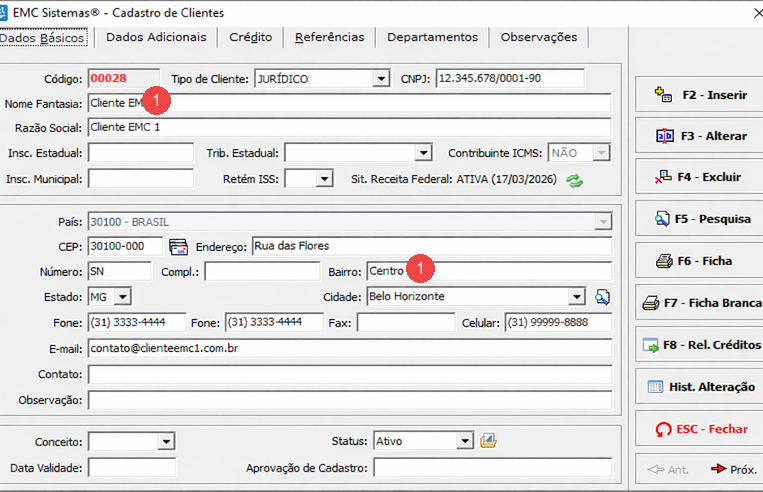 EMC Sistemas® - Cadastro de Clientes
Dados Básicos Dados Adicionais Crédito Referências Departamentos Observações
Código: 00028 Tipo de Cliente: JURÍDICO CNPJ: 12.345.678/0001-90
Nome Fantasia: Cliente EM 1
Razão Social: Cliente EMC 1
Insc. Estadual: Trib. Estadual: Contribuinte ICMS: NÃO
Insc. Municipal: Retém ISS: Sit. Receita Federal: ATIVA (17/03/2026)
País: 30100 - BRASIL
CEP: 30100-000 Endereço: Rua das Flores
Número: SN Compl.: Bairro: Centro 1
Estado: MG Cidade: Belo Horizonte
Fone: (31) 3333-4444 Fone: (31) 3333-4444 Fax: Celular: (31) 99999-8888
E-mail: contato@clienteemc1.com.br
Contato:
Observação:
Conceito: Status: Ativo
Data Validade: Aprovação de Cadastro:
F2 - Inserir
F3 - Alterar
F4 - Excluir
F5 - Pesquisa
F6 - Ficha
F7 - Ficha Branca
F8 - Rel. Créditos
Hist. Alteração
ESC - Fechar
Ant. Próx.